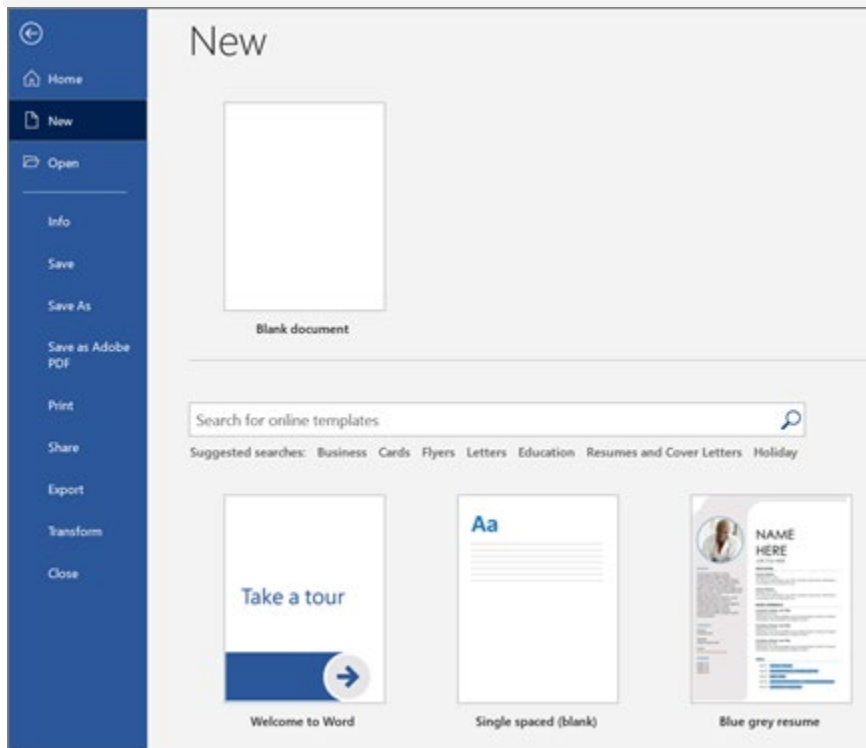 New
Home
New
Open
Info
Save
Save As
Save as Adobe
PDF
Print
Share
Export
Transform
Close
Blank document
Search for online templates
Suggested searches: Business Cards Flyers Letters Education Resumes and Cover Letters Holiday
Take a tour
Welcome to Word
Aa
Single spaced (blank)
NAME
HERE
Blue grey resume